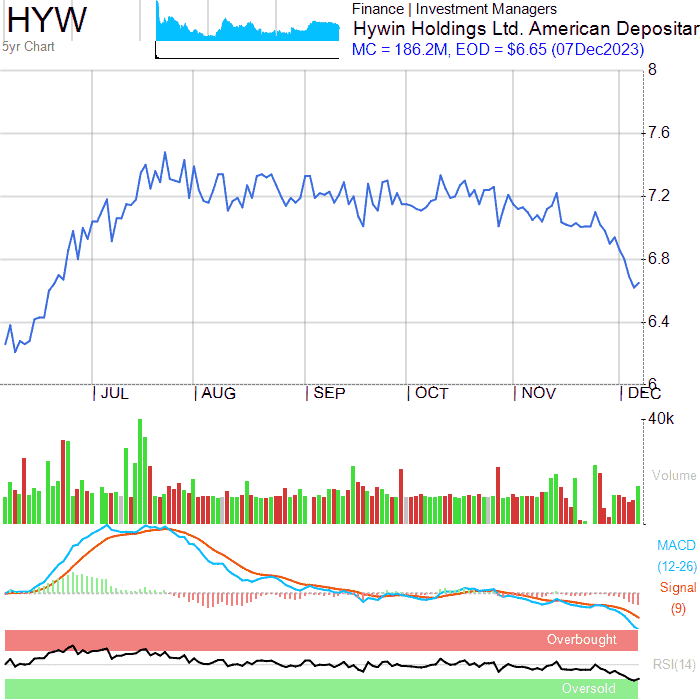 HYW
5yr Chart
Finance | Investment Managers
Hywin Holdings Ltd. American Depositar
MC = 186.2M, EOD = $6.65 (07Dec2023)
8
7.6
7.2
6.8
6.4
6
JUL AUG SEP OCT NOV DEC
40k
Volume
MACD
(12-26)
Signal
(9)
Overbought
RSI(14)
Oversold